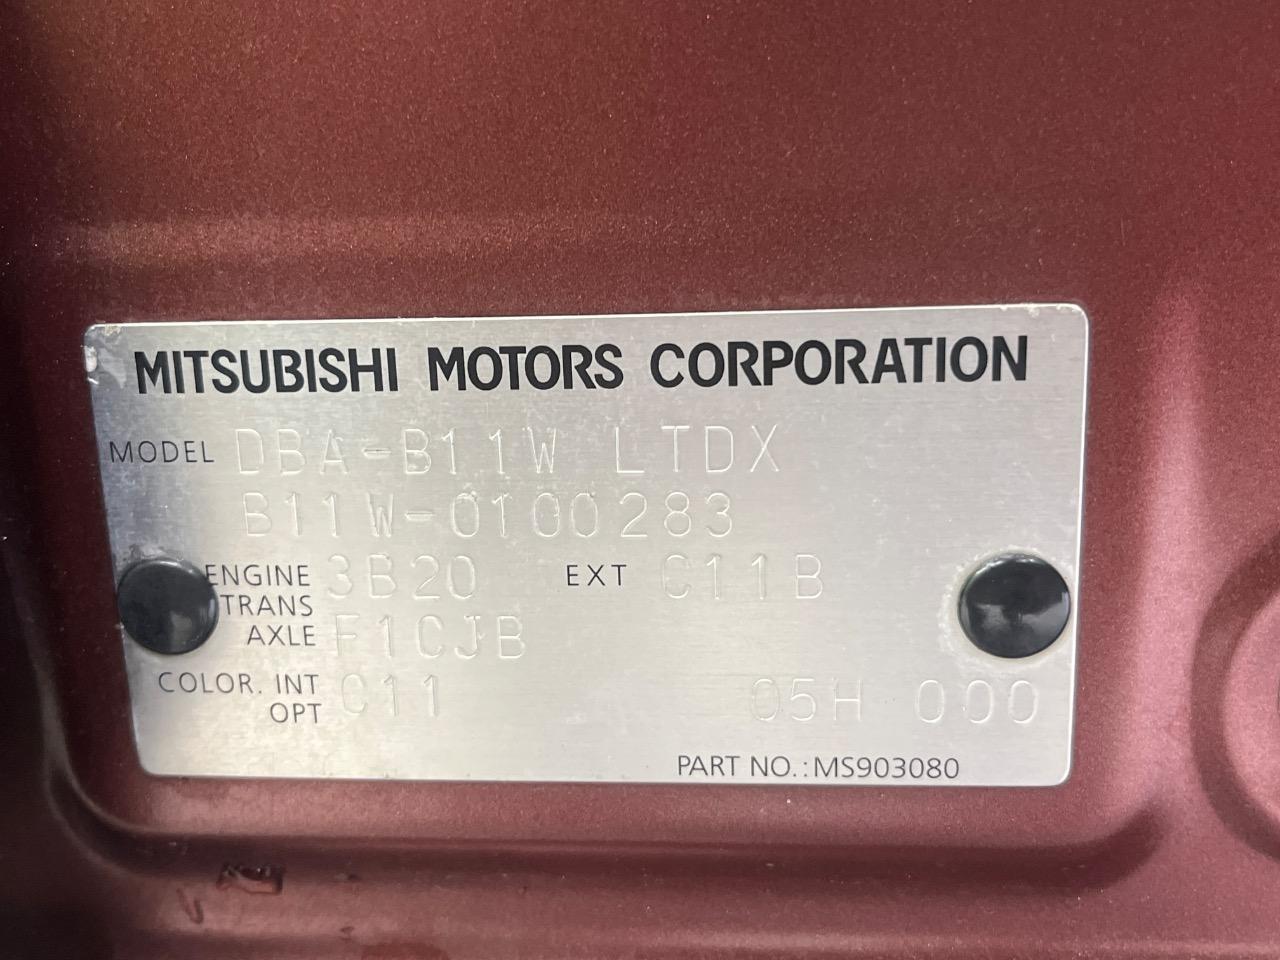 MITSUBISHI MOTORS CORPORATION
MODEL DBA-B11W LTDX
B11W-0100283
ENGINE 3B20 EXT C11B
TRANS
AXLE F1CJB
COLOR. INT C11 05H 000
OPT
PART NO.:MS903080